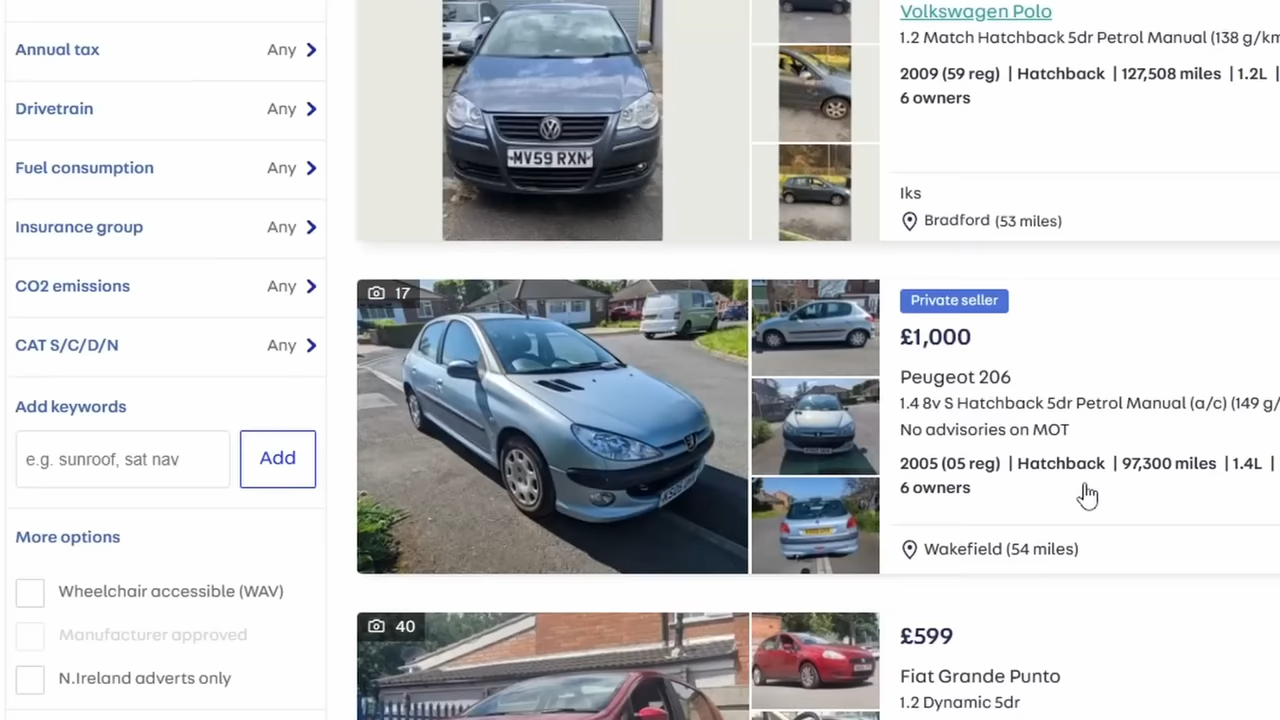 Annual tax
Any
Drivetrain
Any
Fuel consumption
Any
Insurance group
Any
CO2 emissions
Any
CAT S/C/D/N
Any
Add keywords
e.g. sunroof, sat nav
Add
More options
Wheelchair accessible (WAV)
Manufacturer approved
N.Ireland adverts only
MV59 RXN
Volkswagen Polo
1.2 Match Hatchback 5dr Petrol Manual (138 g/km
2009 (59 reg) | Hatchback | 127,508 miles | 1.2L |
6 owners
Iks
Bradford (53 miles)
17
Private seller
£1,000
Peugeot 206
1.4 8v S Hatchback 5dr Petrol Manual (a/c) (149 g/
No advisories on MOT
2005 (05 reg) | Hatchback | 97,300 miles | 1.4L |
6 owners
Wakefield (54 miles)
40
£599
Fiat Grande Punto
1.2 Dynamic 5dr